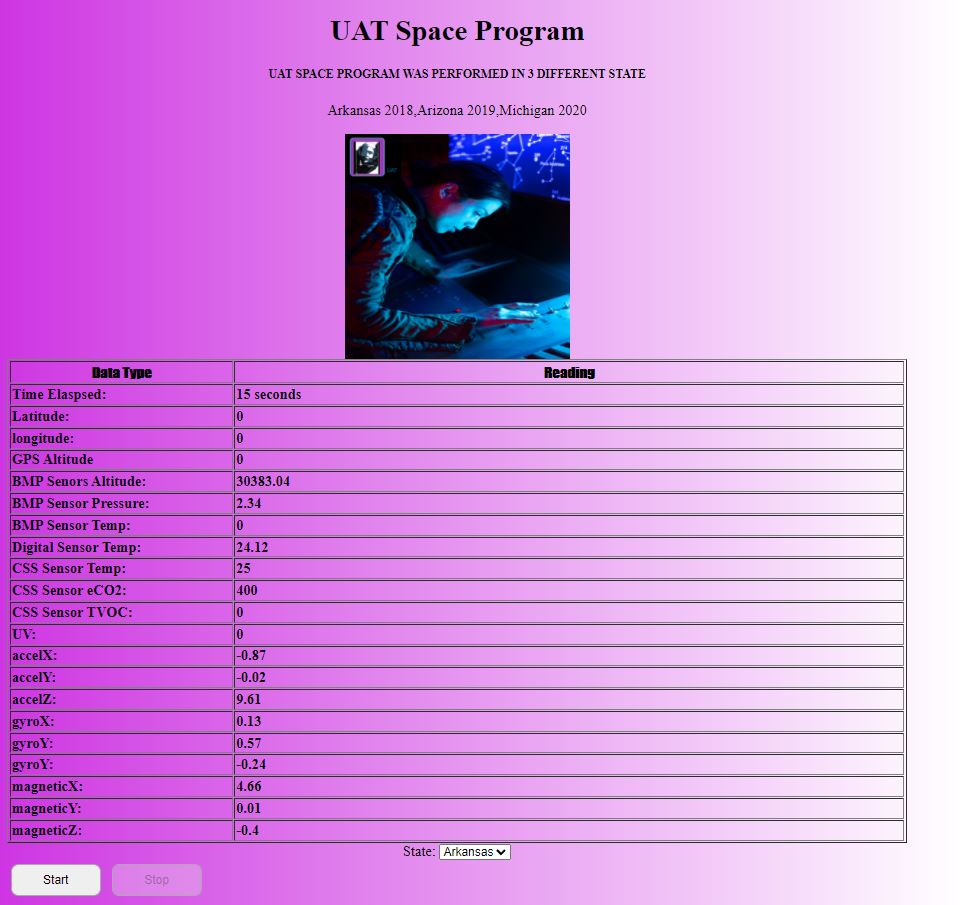 UAT Space Program
UAT SPACE PROGRAM WAS PERFORMED IN 3 DIFFERENT STATE
Arkansas 2018,Arizona 2019,Michigan 2020
Data Type Reading
Time Elaspsed: 15 seconds
Latitude: 0
longitude: 0
GPS Altitude 0
BMP Senors Altitude: 30383.04
BMP Sensor Pressure: 2.34
BMP Sensor Temp: 0
Digital Sensor Temp: 24.12
CSS Sensor Temp: 25
CSS Sensor eCO2: 400
CSS Sensor TVOC: 0
UV: 0
accelX: -0.87
accelY: -0.02
accelZ: 9.61
gyroX: 0.13
gyroY: 0.57
gyroY: -0.24
magneticX: 4.66
magneticY: 0.01
magneticZ: -0.4
State: Arkansas
Start Stop